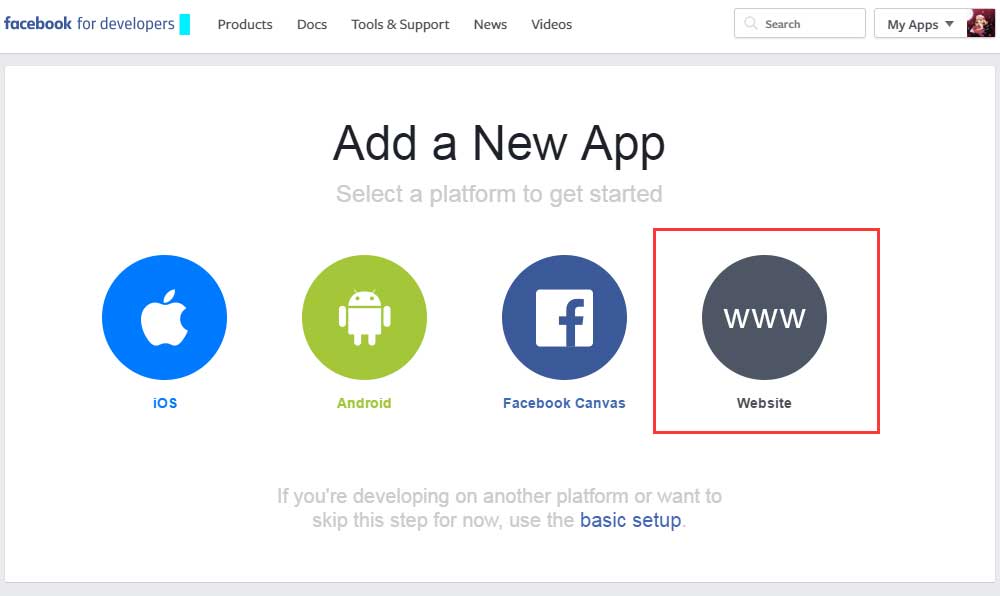 facebook for developers Products Docs Tools & Support News Videos Search My Apps
Add a New App
Select a platform to get started
www
iOS Android Facebook Canvas Website
If you're developing on another platform or want to
skip this step for now, use the basic setup.